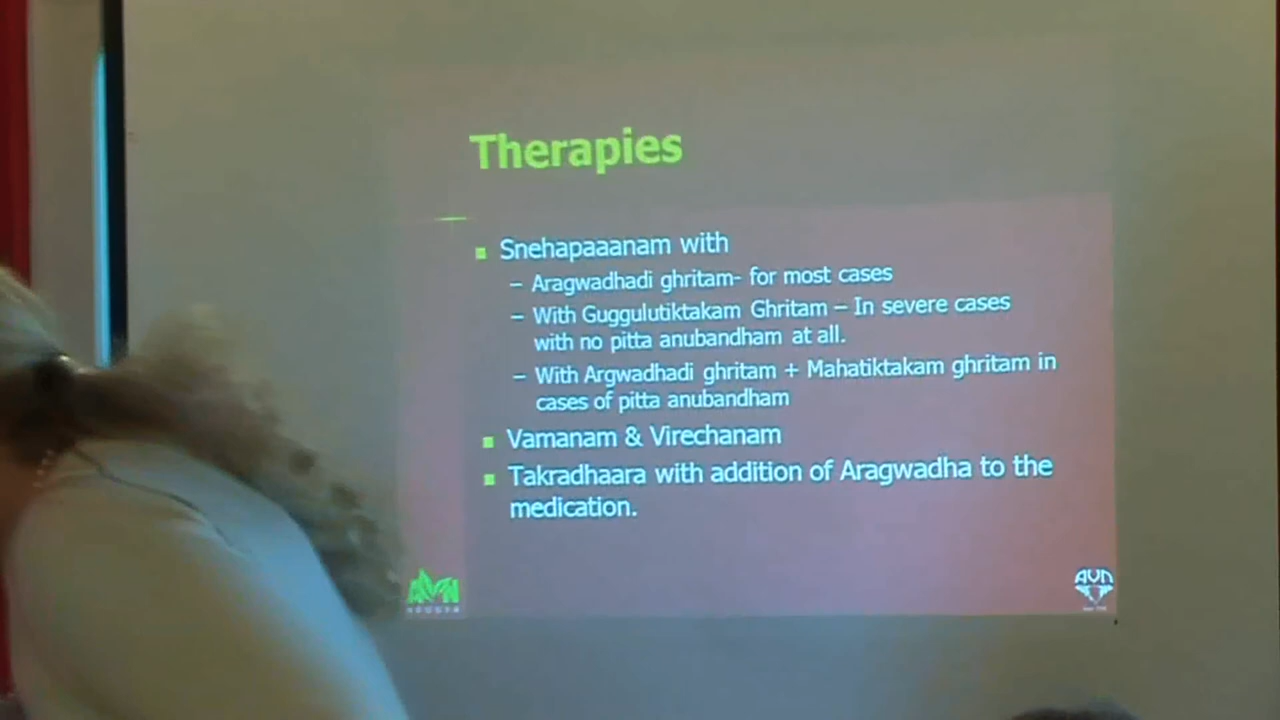 Therapies
Snehapaaanam with
– Aragwadhadi ghritam- for most cases
– With Guggulutiktakam Ghritam – In severe cases
with no pitta anubandham at all.
– With Argwadhadi ghritam + Mahatiktakam ghritam in
cases of pitta anubandham
Vamanam & Virechanam
Takradhaara with addition of Aragwadha to the
medication.
AVN
AVN